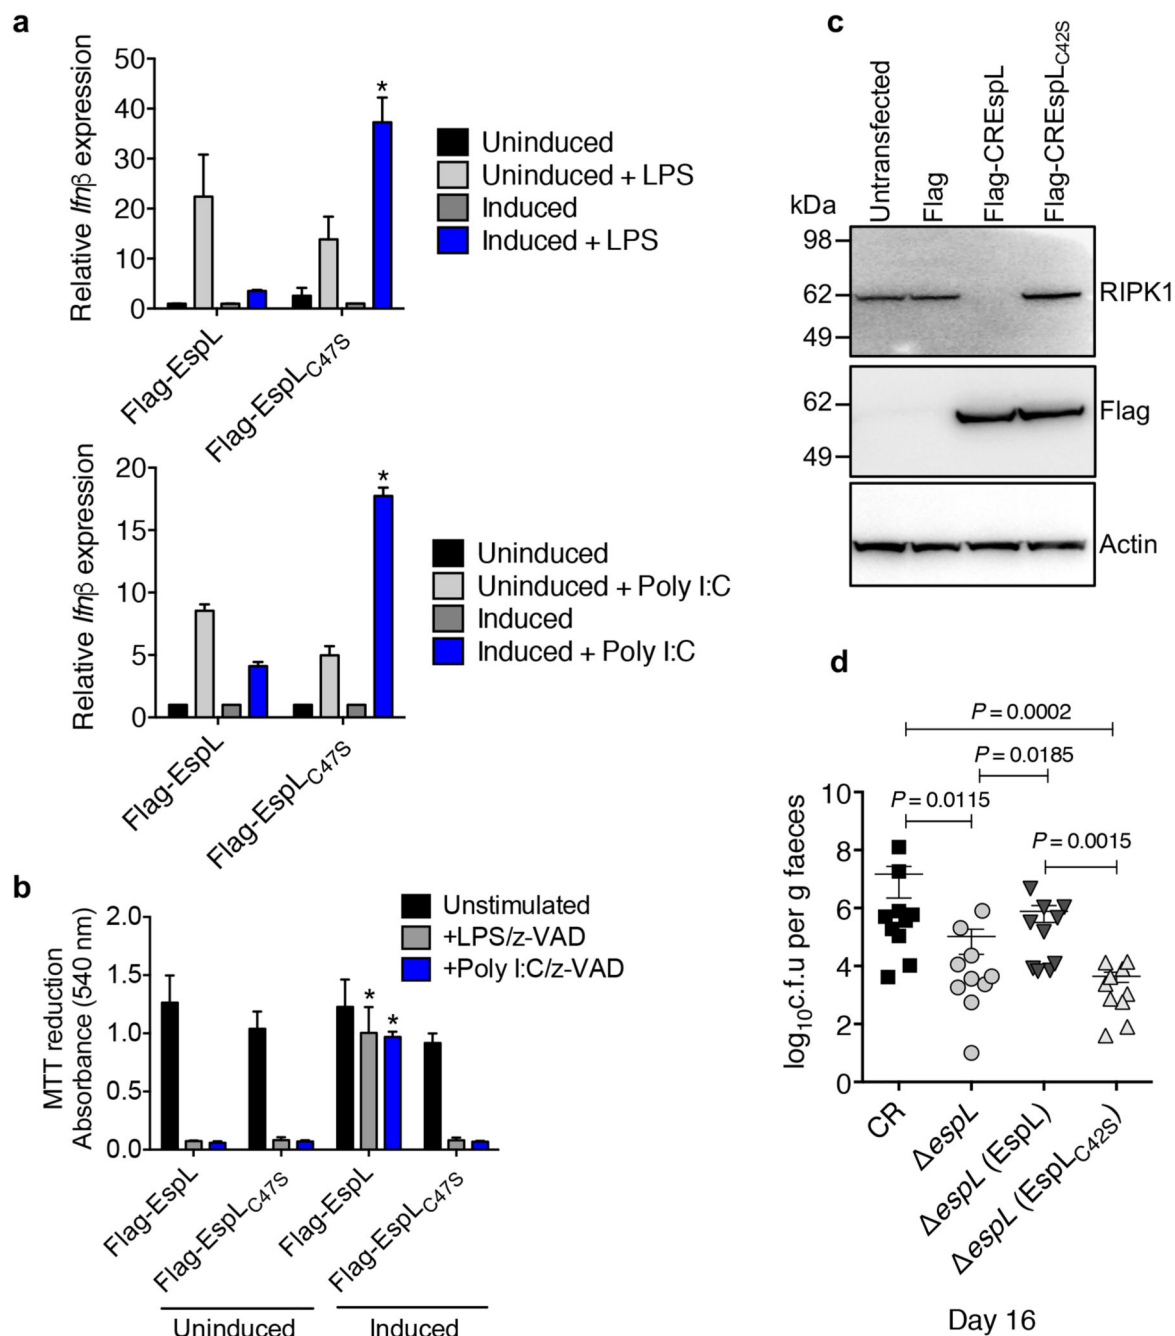 a
Relative Ifnβ expression
50
40
30
20
10
0
*
Uninduced
Uninduced + LPS
Induced
Induced + LPS
Flag-EspL
Flag-EspLC47S
Relative Ifnβ expression
20
15
10
5
0
*
Uninduced
Uninduced + Poly I:C
Induced
Induced + Poly I:C
Flag-EspL
Flag-EspLC47S
b
MTT reduction
Absorbance (540 nm)
2.0
1.5
1.0
0.5
0.0
Unstimulated
+LPS/z-VAD
+Poly I:C/z-VAD
*
*
Flag-EspL
Flag-EspLC47S
Flag-EspL
Flag-EspLC47S
Uninduced
Induced
c
Untransfected
Flag
Flag-CREspL
Flag-CREspLC42S
kDa
98
62
49
RIPK1
62
49
Flag
Actin
d
P = 0.0002
P = 0.0185
P = 0.0115
P = 0.0015
log10c.f.u per g faeces
10
8
6
4
2
0
CR
ΔespL
ΔespL (EspL)
ΔespL (EspLC42S)
Day 16